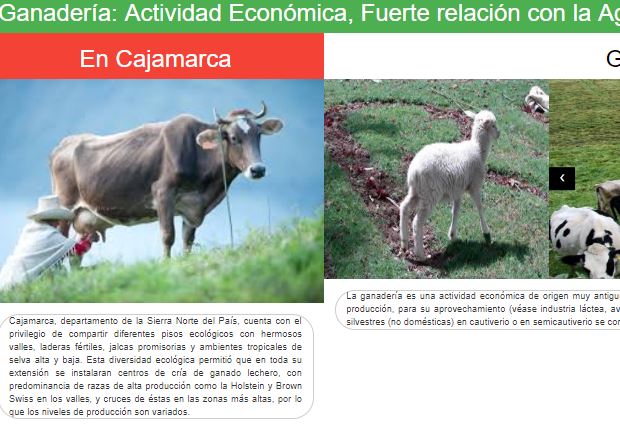 Ganadería: Actividad Económica, Fuerte relación con la Ag
En Cajamarca
G
Cajamarca, departamento de la Sierra Norte del País, cuenta con el
privilegio de compartir diferentes pisos ecológicos con hermosos
valles, laderas fértiles, jalcas promisorias y ambientes tropicales de
selva alta y baja. Esta diversidad ecológica permitió que en toda su
extensión se instalaran centros de cría de ganado lechero, con
predominancia de razas de alta producción como la Holstein y Brown
Swiss en los valles, y cruces de éstas en las zonas más altas, por lo
que los niveles de producción son variados.
La ganadería es una actividad económica de origen muy antigu
producción, para su aprovechamiento (véase industria láctea, av
silvestres (no domésticas) en cautiverio o en semicautiverio se con